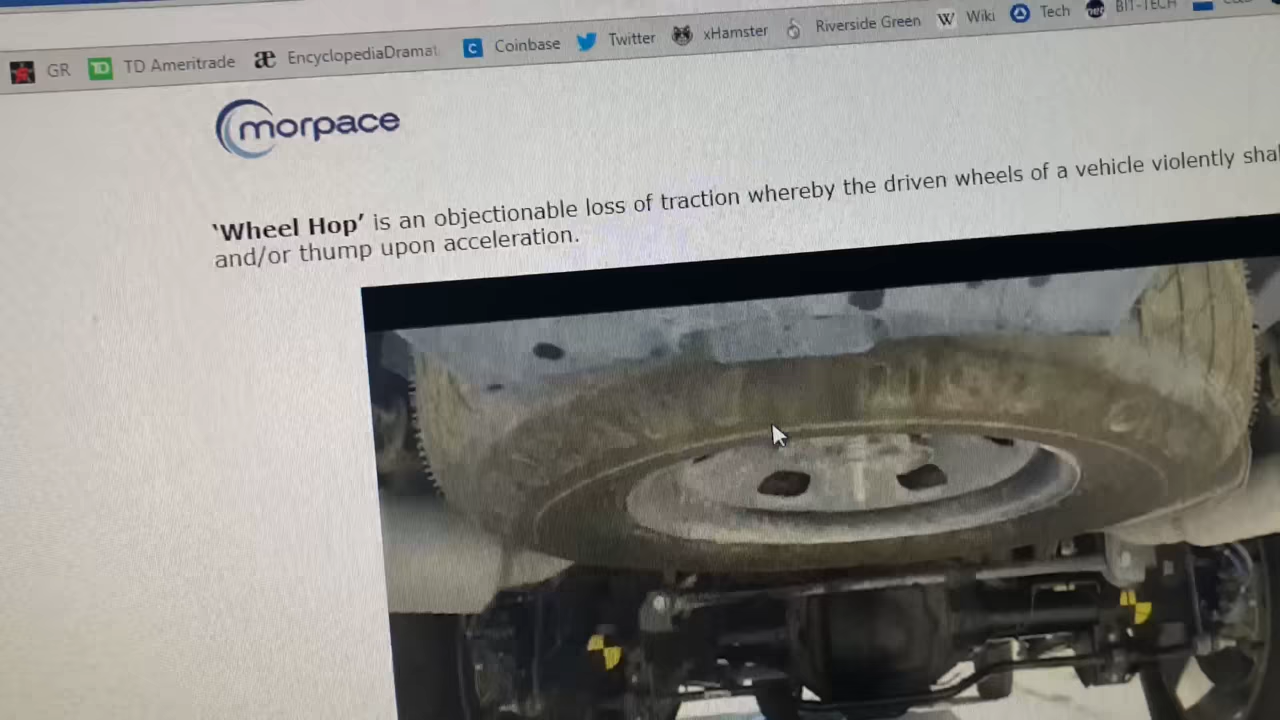 GR TD TD Ameritrade æ EncyclopediaDramat C Coinbase Twitter xHamster Riverside Green W Wiki Tech BIT-TECH
morpace
‘Wheel Hop’ is an objectionable loss of traction whereby the driven wheels of a vehicle violently sha
and/or thump upon acceleration.